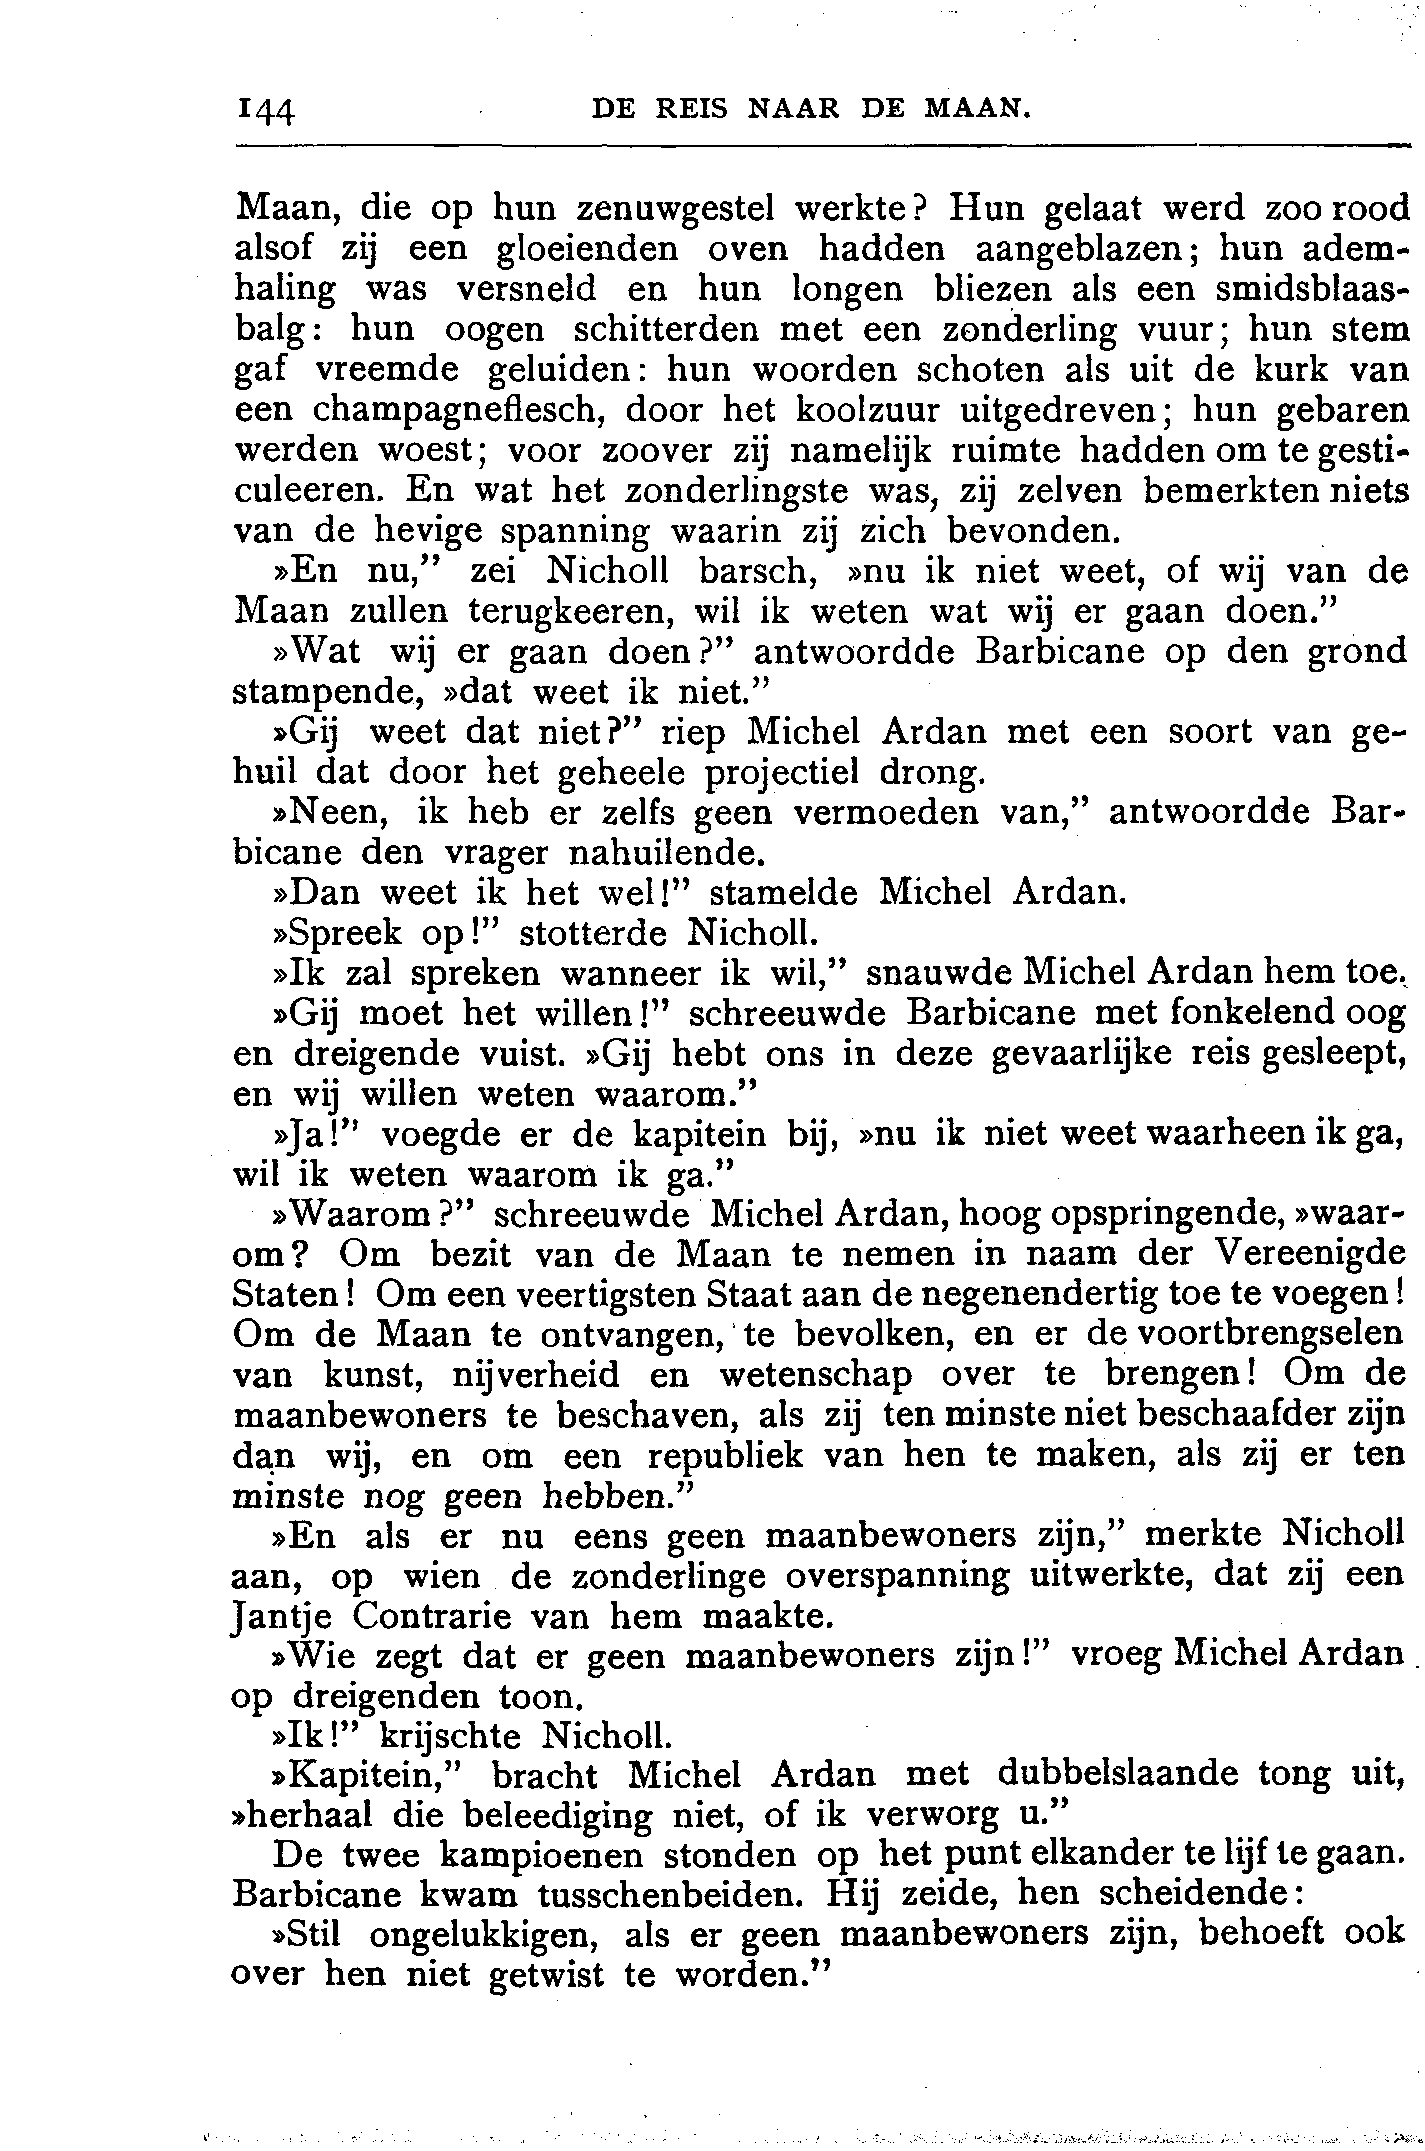 144 DE REIS NAAR DE MAAN.
Maan, die op hun zenuwgestel werkte? Hun gelaat werd zoo rood
alsof zij een gloeienden oven hadden aangeblazen; hun adem-
haling was versneld en hun longen bliezen als een smidsblaas-
balg: hun oogen schitterden met een zonderling vuur; hun stem
gaf vreemde geluiden: hun woorden schoten als uit de kurk van
een champagneflesch, door het koolzuur uitgedreven; hun gebaren
werden woest; voor zoover zij namelijk ruimte hadden om te gesti-
culeeren. En wat het zonderlingste was, zij zelven bemerkten niets
van de hevige spanning waarin zij zich bevonden.
»En nu,” zei Nicholl barsch, »nu ik niet weet, of wij van de
Maan zullen terugkeeren, wil ik weten wat wij er gaan doen.”
»Wat wij er gaan doen?” antwoordde Barbicane op den grond
stampende, »dat weet ik niet.”
»Gij weet dat niet?” riep Michel Ardan met een soort van ge-
huil dat door het geheele projectiel drong.
»Neen, ik heb er zelfs geen vermoeden van,” antwoordde Bar-
bicane den vrager nahuilende.
»Dan weet ik het wel!” stamelde Michel Ardan.
»Spreek op!” stotterde Nicholl.
»Ik zal spreken wanneer ik wil,” snauwde Michel Ardan hem toe.
»Gij moet het willen!” schreeuwde Barbicane met fonkelend oog
en dreigende vuist. »Gij hebt ons in deze gevaarlijke reis gesleept,
en wij willen weten waarom.”
»Ja!” voegde er de kapitein bij, »nu ik niet weet waarheen ik ga,
wil ik weten waarom ik ga.”
»Waarom?” schreeuwde Michel Ardan, hoog opspringende, »waar-
om? Om bezit van de Maan te nemen in naam der Vereenigde
Staten! Om een veertigsten Staat aan de negenendertig toe te voegen!
Om de Maan te ontvangen, te bevolken, en er de voortbrengselen
van kunst, nijverheid en wetenschap over te brengen! Om de
maanbewoners te beschaven, als zij ten minste niet beschaafder zijn
dan wij, en om een republiek van hen te maken, als zij er ten
minste nog geen hebben.”
»En als er nu eens geen maanbewoners zijn,” merkte Nicholl
aan, op wien de zonderlinge overspanning uitwerkte, dat zij een
Jantje Contrarie van hem maakte.
»Wie zegt dat er geen maanbewoners zijn!” vroeg Michel Ardan
op dreigenden toon.
»Ik!” krijschte Nicholl.
»Kapitein,” bracht Michel Ardan met dubbelslaande tong uit,
»herhaal die beleediging niet, of ik verworg u.”
De twee kampioenen stonden op het punt elkander te lijf te gaan.
Barbicane kwam tusschenbeiden. Hij zeide, hen scheidende:
»Stil ongelukkigen, als er geen maanbewoners zijn, behoeft ook
over hen niet getwist te worden.”